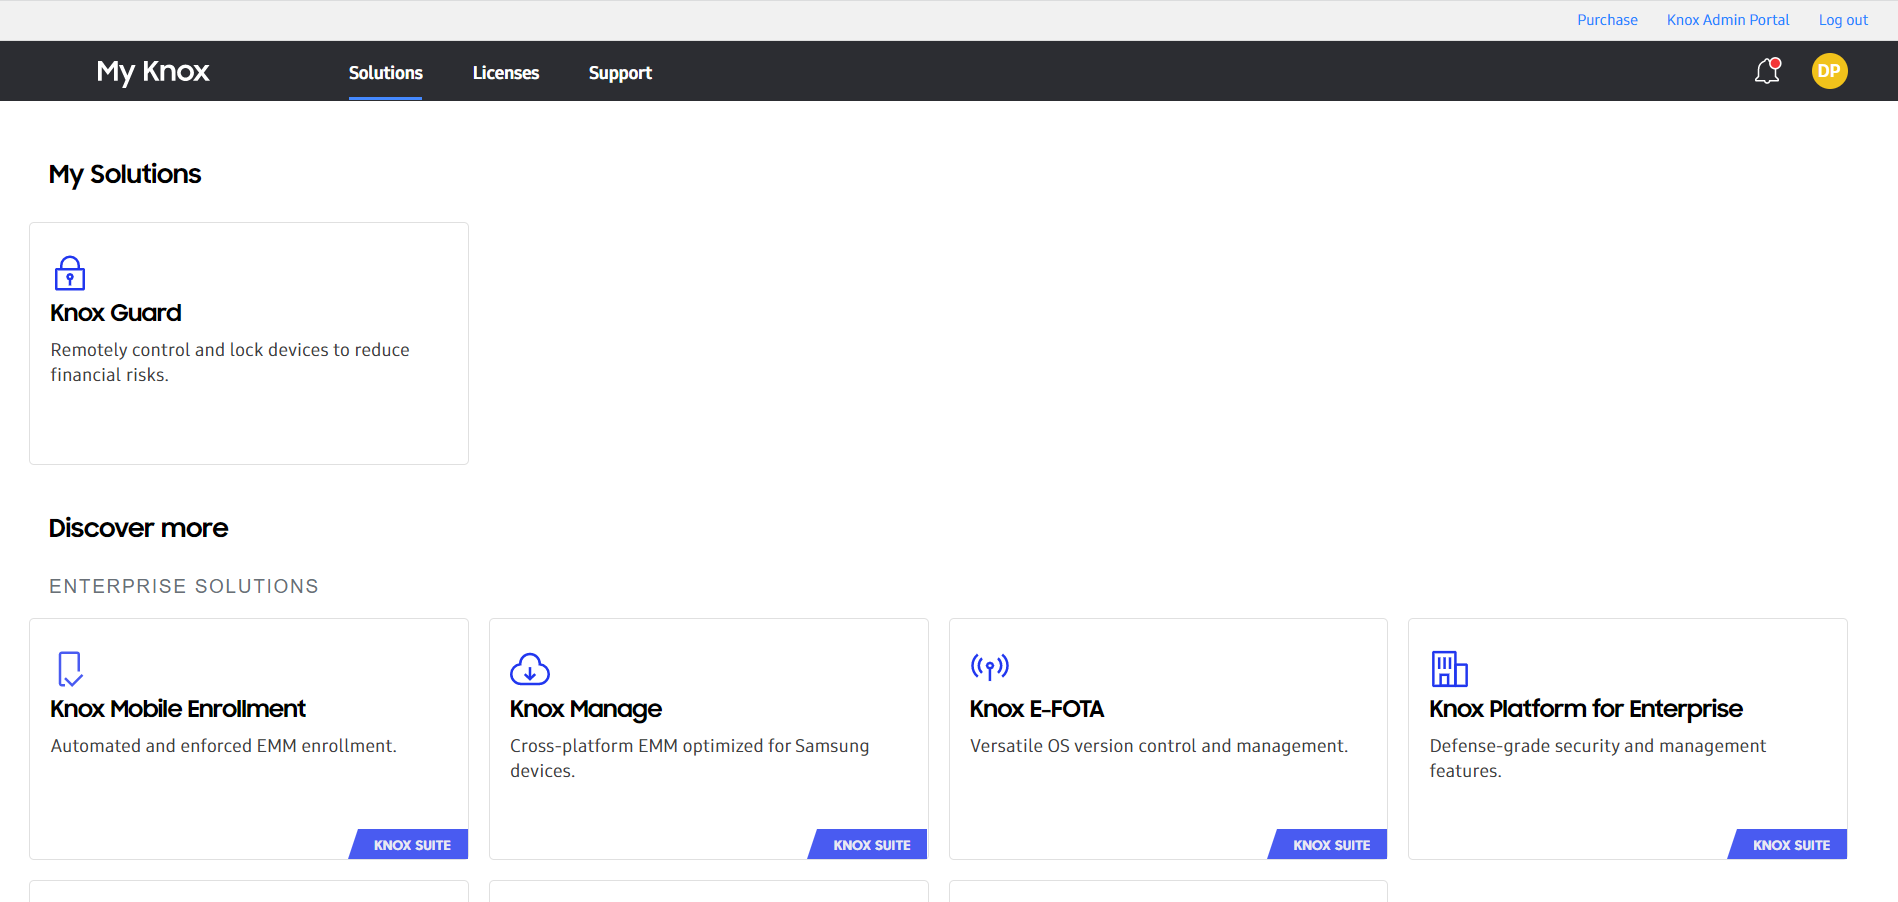 Purchase Knox Admin Portal Log out
My Knox Solutions Licenses Support DP
My Solutions
Knox Guard
Remotely control and lock devices to reduce
financial risks.
Discover more
ENTERPRISE SOLUTIONS
Knox Mobile Enrollment
Automated and enforced EMM enrollment.
KNOX SUITE
Knox Manage
Cross-platform EMM optimized for Samsung
devices.
KNOX SUITE
Knox E-FOTA
Versatile OS version control and management.
KNOX SUITE
Knox Platform for Enterprise
Defense-grade security and management
features.
KNOX SUITE